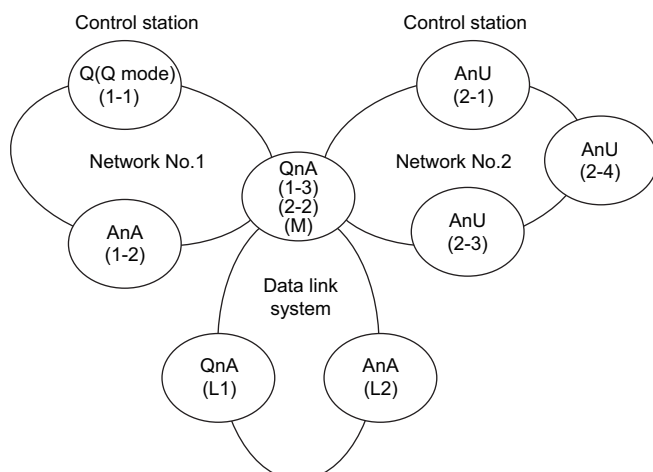 Control station
Control station
Q(Q mode)
(1-1)
AnU
(2-1)
Network No.1
Network No.2
AnU
(2-4)
QnA
(1-3)
(2-2)
(M)
AnA
(1-2)
AnU
(2-3)
Data link
system
QnA
(L1)
AnA
(L2)